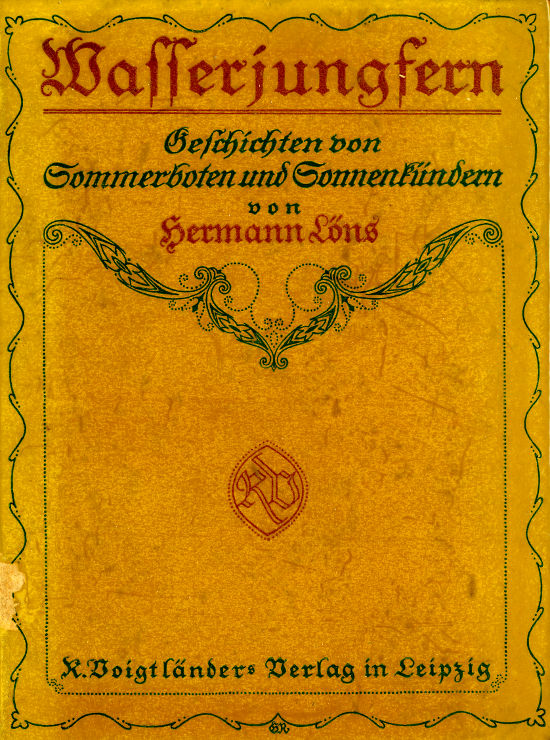 Wasserjungfern
Geschichten von
Sommerboten und Sonnenkündern
von
Hermann Löns
RV
R. Voigtländers Verlag in Leipzig